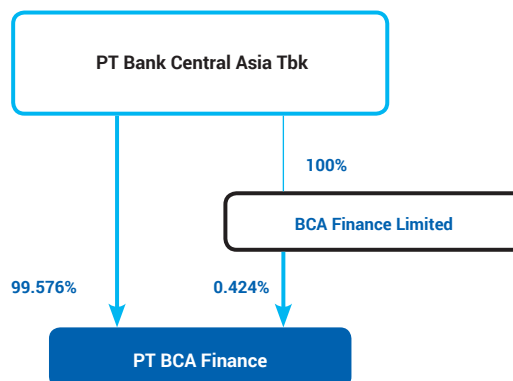 PT Bank Central Asia Tbk
100%
BCA Finance Limited
99.576%
0.424%
PT BCA Finance